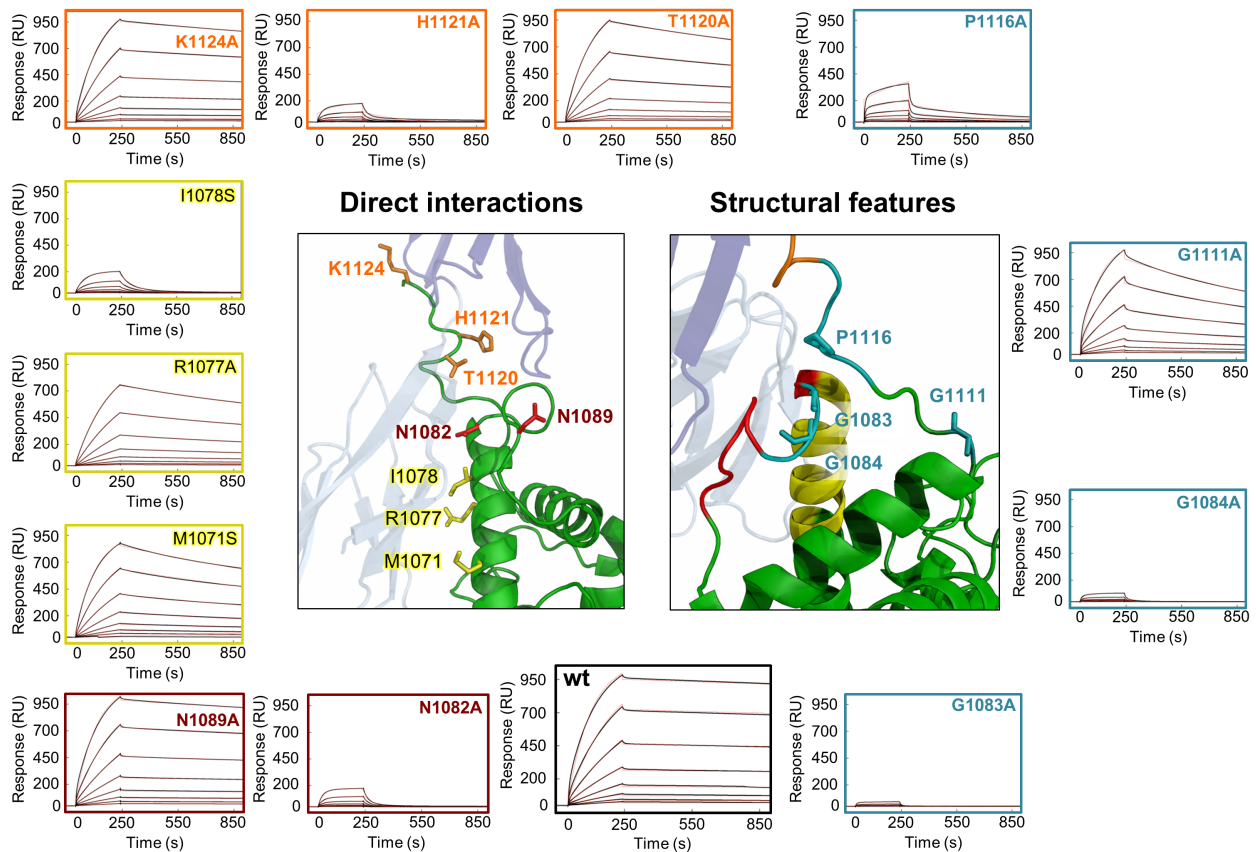 K1124A
Response (RU)
950
700
450
200
0
0 250 550 850
Time (s)
H1121A
Response (RU)
950
700
450
200
0
0 250 550 850
Time (s)
T1120A
Response (RU)
950
700
450
200
0
0 250 550 850
Time (s)
P1116A
Response (RU)
950
700
450
200
0
0 250 550 850
Time (s)
I1078S
Response (RU)
950
700
450
200
0
0 250 550 850
Time (s)
Direct interactions
K1124
H1121
T1120
N1082
N1089
I1078
R1077
M1071
Structural features
P1116
G1111
G1083
G1084
G1111A
Response (RU)
950
700
450
200
0
0 250 550 850
Time (s)
R1077A
Response (RU)
950
700
450
200
0
0 250 550 850
Time (s)
G1084A
Response (RU)
950
700
450
200
0
0 250 550 850
Time (s)
M1071S
Response (RU)
950
700
450
200
0
0 250 550 850
Time (s)
N1089A
Response (RU)
950
700
450
200
0
0 250 550 850
Time (s)
N1082A
Response (RU)
950
700
450
200
0
0 250 550 850
Time (s)
wt
Response (RU)
950
700
450
200
0
0 250 550 850
Time (s)
G1083A
Response (RU)
950
700
450
200
0
0 250 550 850
Time (s)